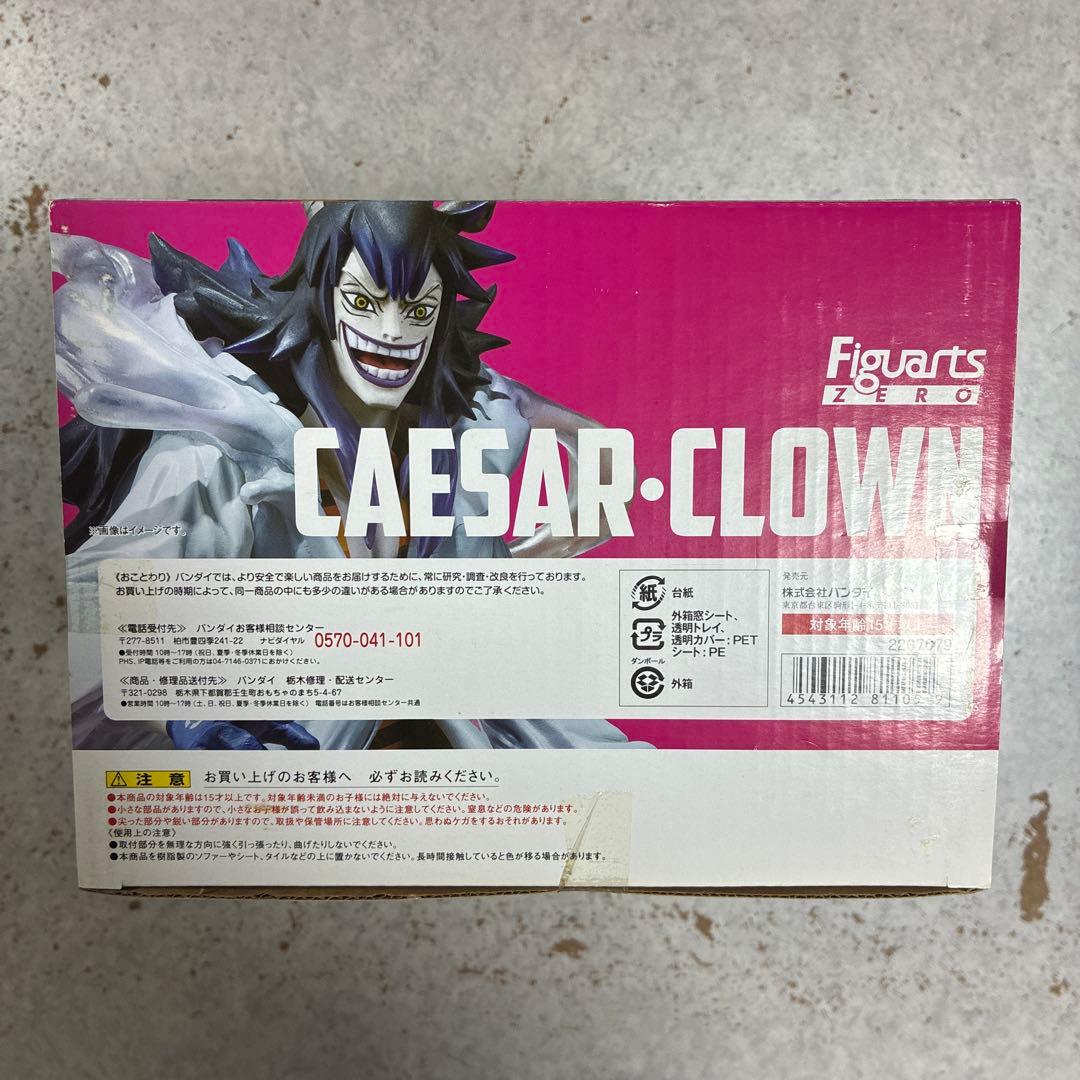 Figuarts
ZERO
CAESAR・CLOWN
※画像はイメージです。
《おことわり》バンダイでは、より安全で楽しい商品をお届けするために、常に研究・調査・改良を行っております。
お買い上げの時期によって、同一商品の中にも多少の違いがある場合がありますのでご了承ください。
≪電話受付先≫ バンダイお客様相談センター
〒277-8511 柏市豊四季241-22 ナビダイヤル 0570-041-101
●受付時間 10時〜17時(祝日、夏季・冬季休業日を除く)
PHS、IP電話等をご利用の方は04-7146-0371におかけください。
≪商品・修理品送付先≫ バンダイ 栃木修理・配送センター
〒321-0298 栃木県下都賀郡壬生町おもちゃのまち5-4-67
●営業時間 10時〜17時(土、日、祝日、夏季・冬季休業日を除く) 電話番号はお客様相談センター共通
紙 台紙
プラ 外箱窓シート、
透明トレイ、
透明カバー:PET
シート:PE
ダンボール
外箱
発売元
株式会社バンダイ
東京都台東区駒形1-4-8
対象年齢15才以上
2267679
4543112 811059
注意 お買い上げのお客様へ 必ずお読みください。
●本商品の対象年齢は15才以上です。対象年齢未満のお子様には絶対に与えないでください。
●小さな部品がありますので、小さなお子様が誤って飲み込まないように注意してください。窒息などの危険があります。
●尖った部分や鋭い部分がありますので、取扱や保管場所に注意してください。思わぬケガをするおそれがあります。
〈使用上の注意〉
●取付部分を無理な方向に強く引っ張ったり、曲げたりしないでください。
●本商品を樹脂製のソファーやシート、タイルなどの上に置かないでください。長時間接触していると色が移る場合があります。